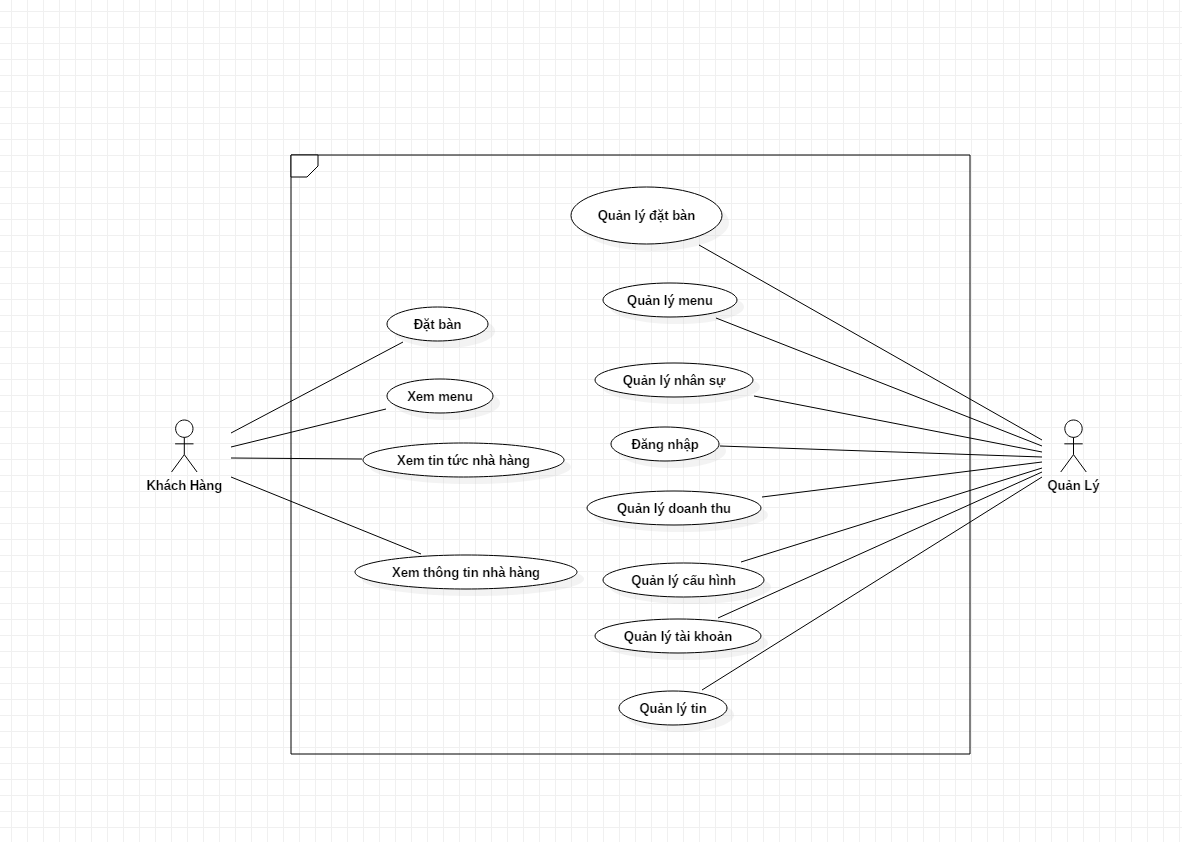 Quản lý đặt bàn
Quản lý menu
Đặt bàn
Quản lý nhân sự
Xem menu
Đăng nhập
Xem tin tức nhà hàng
Khách Hàng
Quản Lý
Quản lý doanh thu
Xem thông tin nhà hàng
Quản lý cấu hình
Quản lý tài khoản
Quản lý tin